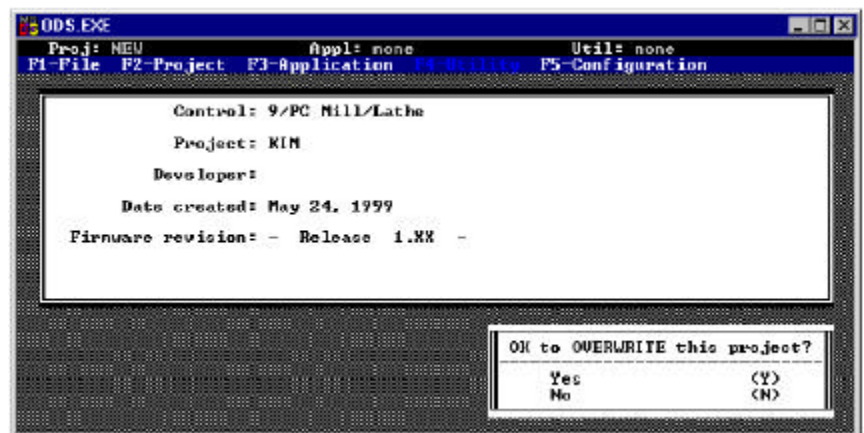 ODS.EXE
Proj: NEW Appl: none Util: none
F1-File F2-Project F3-Application F4-Utility F5-Configuration
Control: 9/PC Mill/Lathe
Project: KIM
Developer:
Date created: May 24, 1999
Firmware revision: - Release 1.XX -
OK to OVERWRITE this project?
Yes (Y)
No (N)